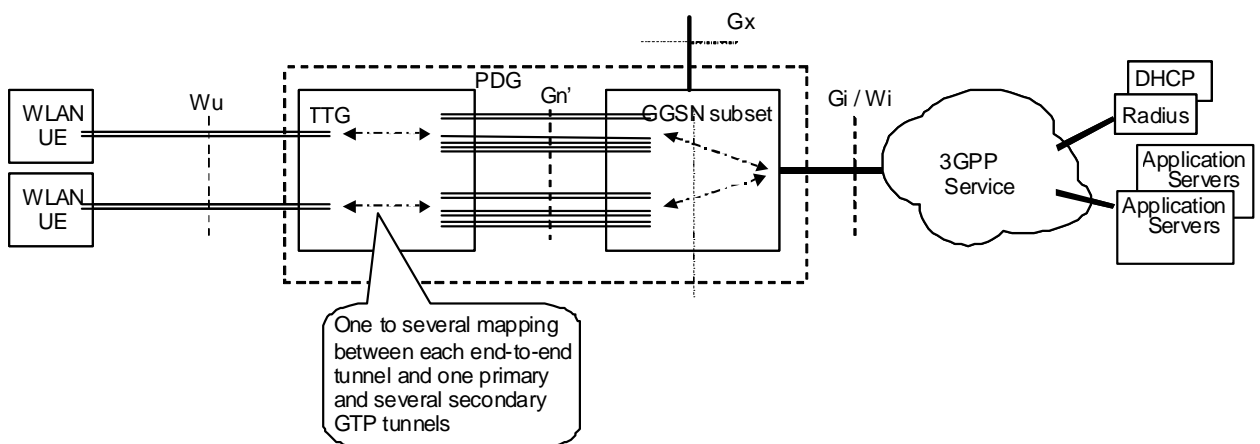 Gx
PDG
WLAN
UE
Wu
TTG
Gn'
GGSN subset
Gi / Wi
3GPP
Service
DHCP
Radius
Application
Servers
Application
Servers
WLAN
UE
One to several mapping
between each end-to-end
tunnel and one primary
and several secondary
GTP tunnels